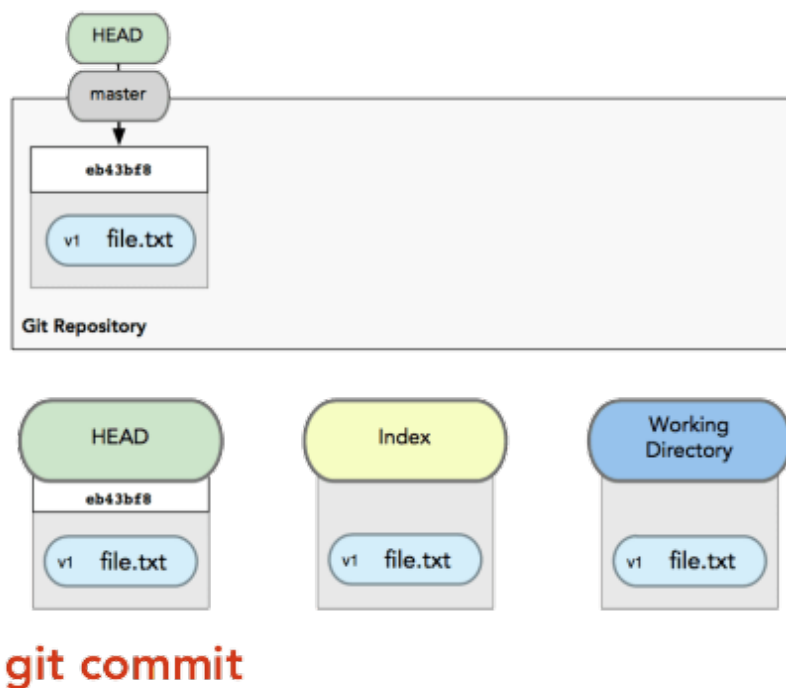 HEAD
master
eb43bf8
v1 file.txt
Git Repository
HEAD
Index
Working
Directory
eb43bf8
v1 file.txt
v1 file.txt
v1 file.txt
git commit